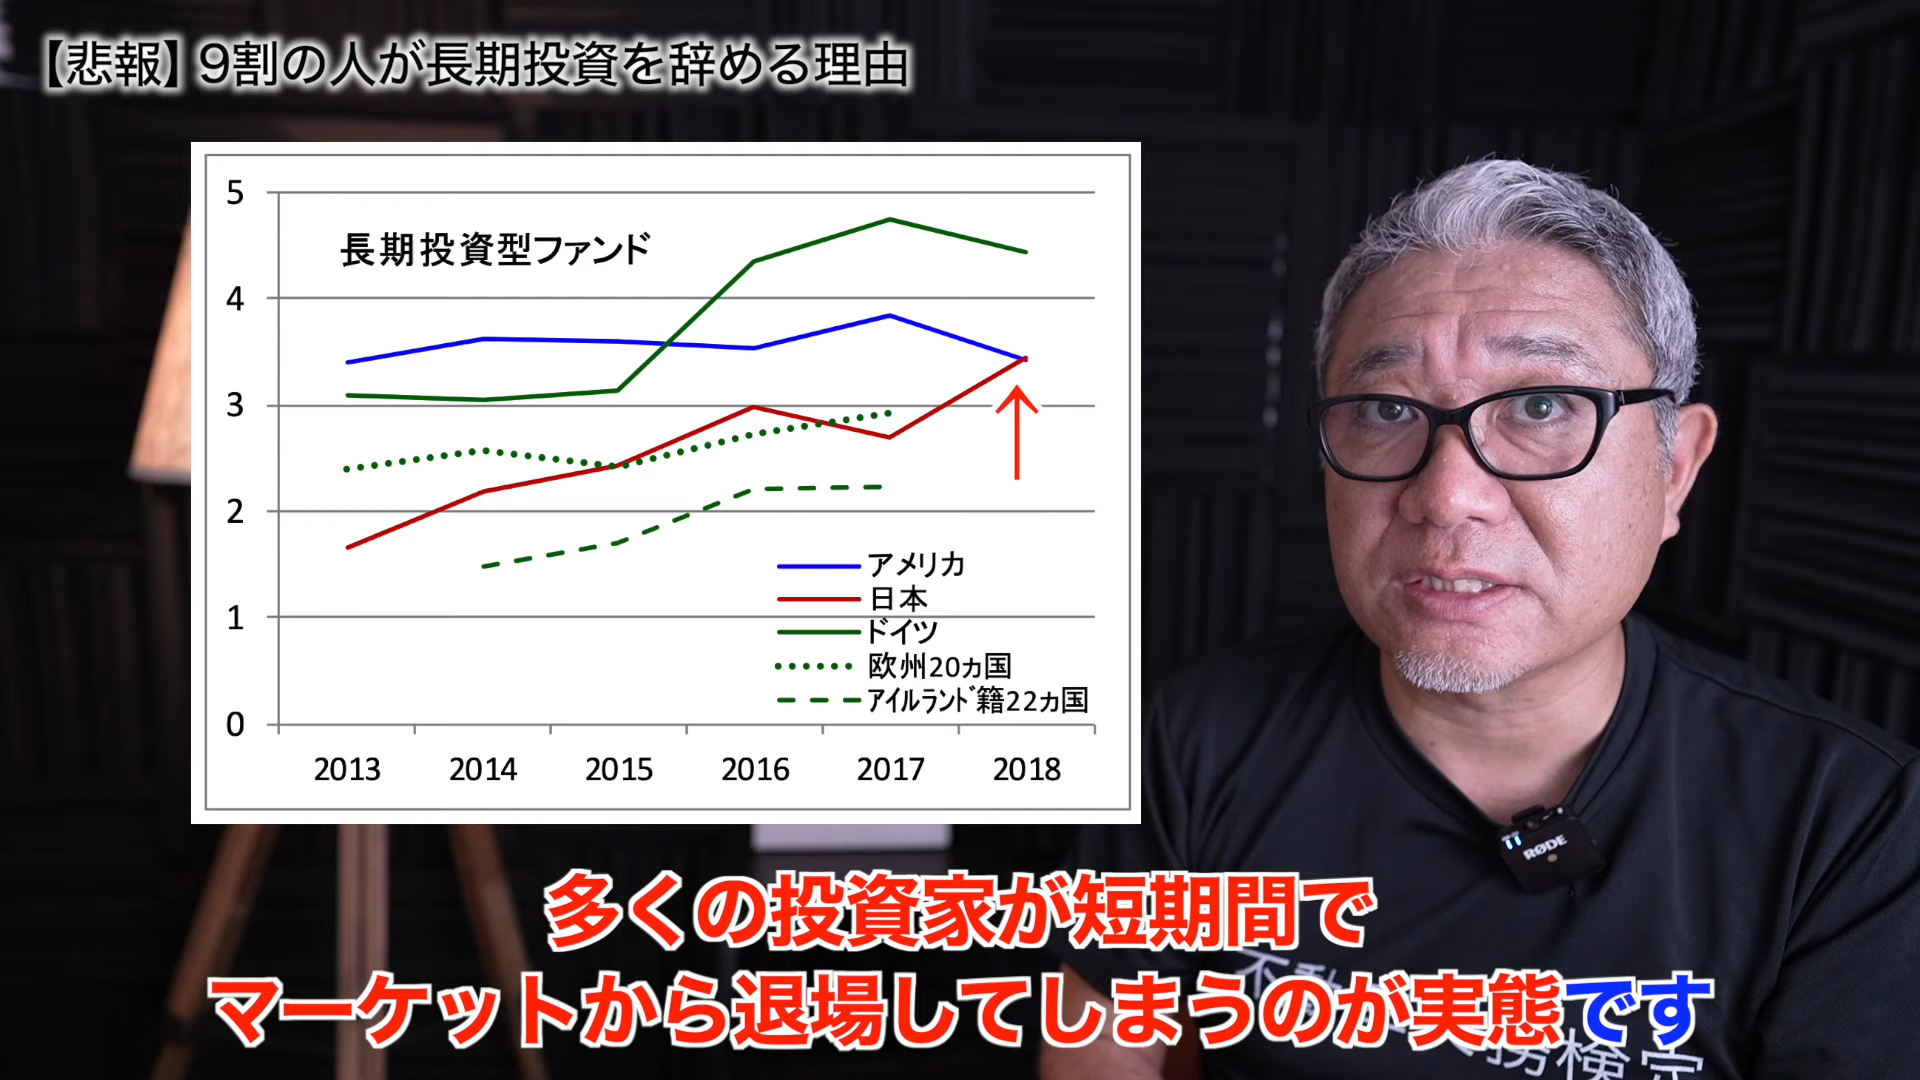 【悲報】9割の人が長期投資を辞める理由
5
長期投資型ファンド
4
3
2
アメリカ
日本
1
ドイツ
欧州20ヵ国
ｱｲﾙﾗﾝﾄﾞ籍22ヵ国
0
2013 2014 2015 2016 2017 2018
RØDE
多くの投資家が短期間で
マーケットから退場してしまうのが実態です
検定